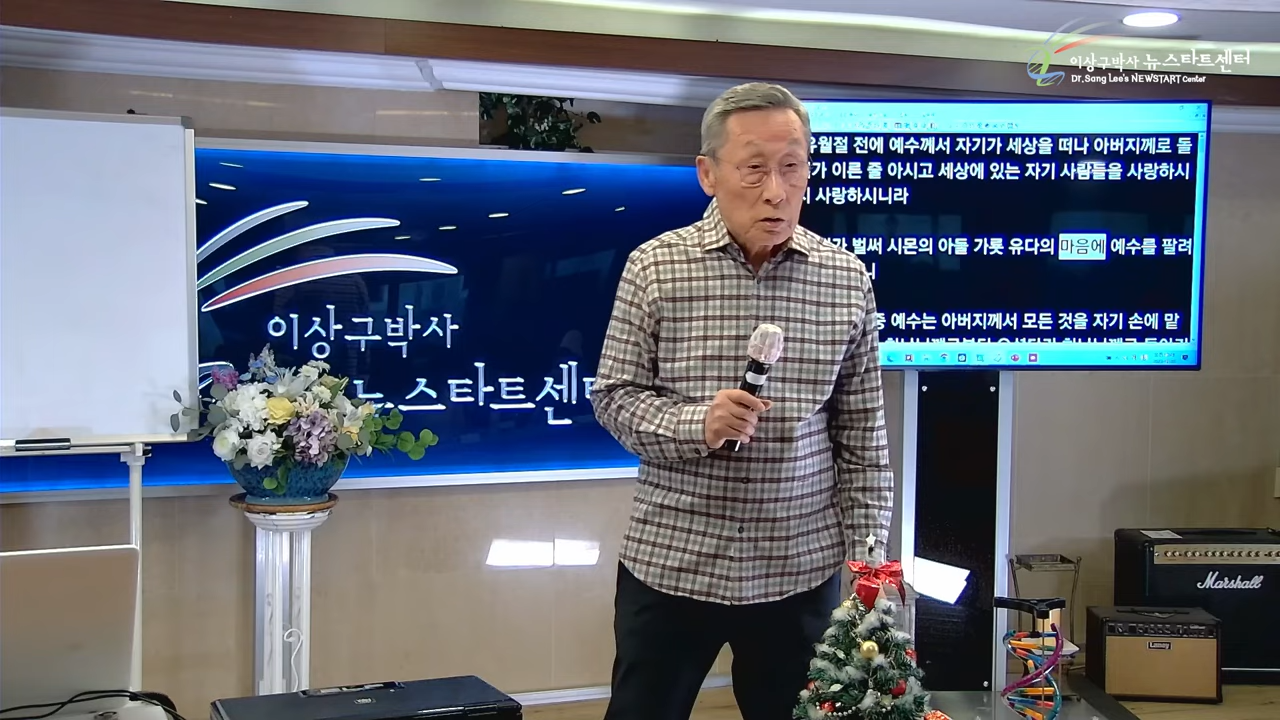 이상구박사 뉴스타트센터
Dr. Sang Lee's NEWSTART Center
유월절 전에 예수께서 자기가 세상을 떠나 아버지께로 돌
가 이른 줄 아시고 세상에 있는 자기 사람들을 사랑하시
사랑하시니라
벌써 시몬의 아들 가룟 유다의 마음에 예수를 팔려
니
예수는 아버지께서 모든 것을 자기 손에 맡
이상구박사
뉴스타트센
Marshall
Laney